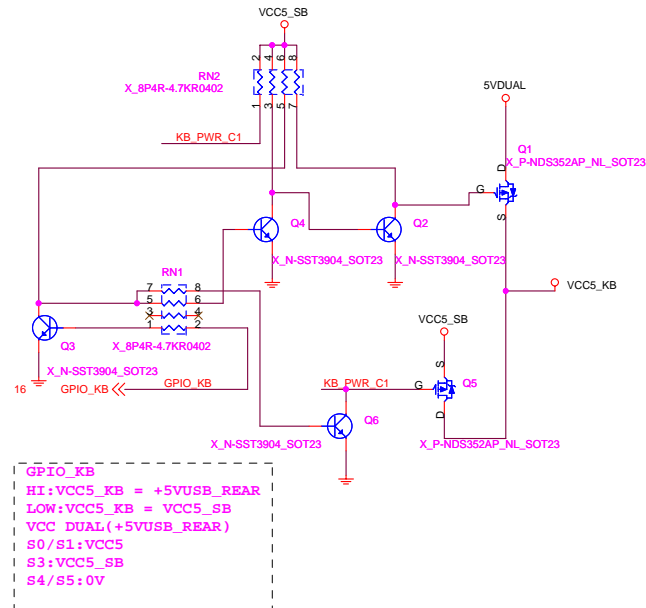 VCC5_SB
RN2
X_8P4R-4.7KR0402
2 4 6 8
1 3 5 7
KB_PWR_C1
5VDUAL
Q1
X_P-NDS352AP_NL_SOT23
D
G
S
Q4
Q2
X_N-SST3904_SOT23
X_N-SST3904_SOT23
RN1
7 8
5 6
3 4
1 2
X_8P4R-4.7KR0402
Q3
X_N-SST3904_SOT23
16 GPIO_KB GPIO_KB
VCC5_KB
VCC5_SB
S
KB_PWR_C1
G
Q5
D
X_P-NDS352AP_NL_SOT23
Q6
X_N-SST3904_SOT23
GPIO_KB
HI:VCC5_KB = +5VUSB_REAR
LOW:VCC5_KB = VCC5_SB
VCC DUAL(+5VUSB_REAR)
S0/S1:VCC5
S3:VCC5_SB
S4/S5:0V